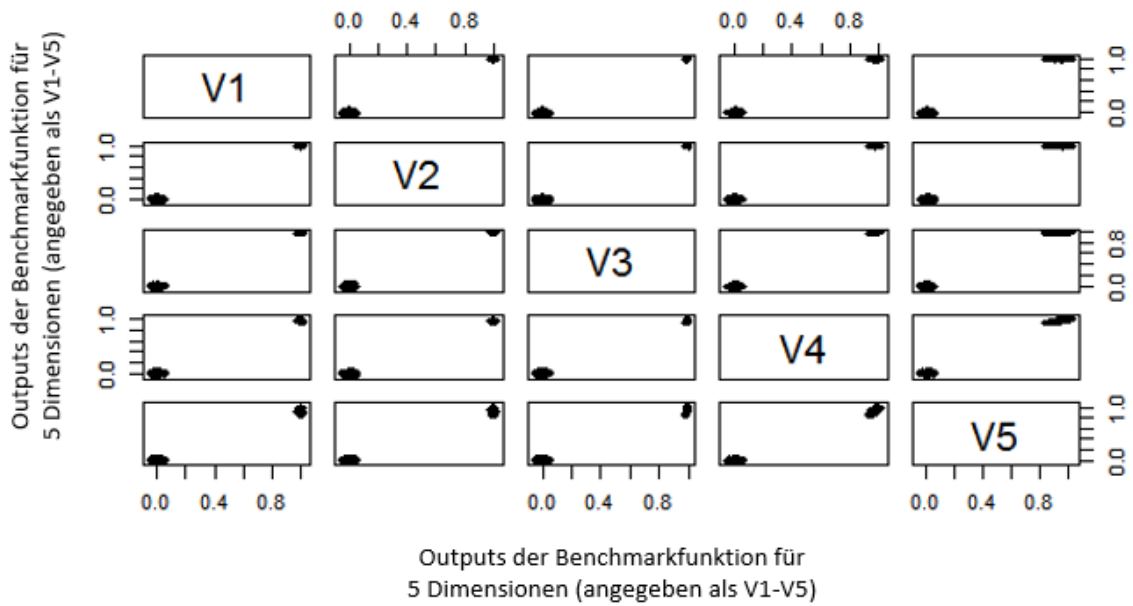 0.0 0.4 0.8 0.0 0.4 0.8
Outputs der Benchmarkfunktion für
5 Dimensionen (angegeben als V1-V5)
V1
0.0 1.0
V2
0.0 1.0
V3
0.0 0.8
V4
0.0 1.0
V5
0.0 1.0
0.0 0.4 0.8 0.0 0.4 0.8 0.0 0.4 0.8
Outputs der Benchmarkfunktion für
5 Dimensionen (angegeben als V1-V5)